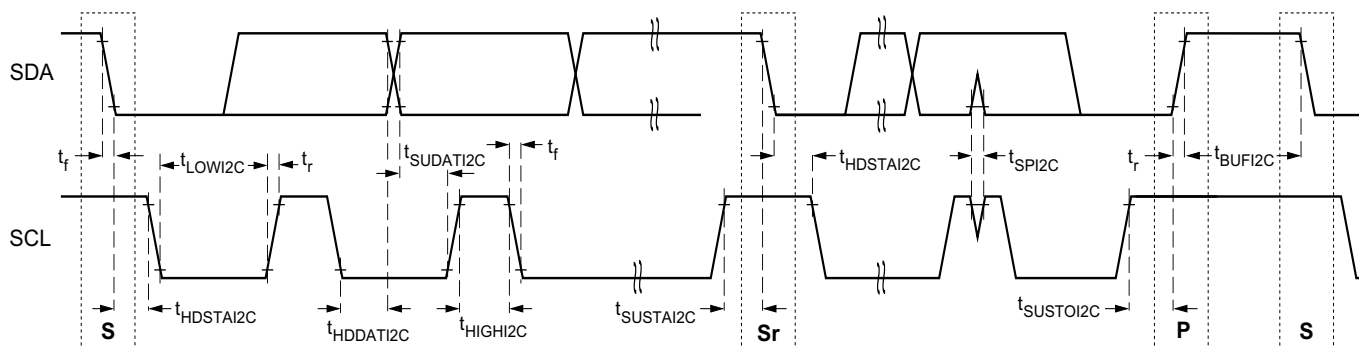 SDA
t_f
t_LOWI2C
t_r
t_SUDATI2C
t_f
t_HDSTAI2C
t_SPI2C
t_r
t_BUFI2C
SCL
t_HDSTAI2C
t_HDDATI2C
t_HIGHI2C
t_SUSTAI2C
t_SUSTOI2C
S
Sr
P
S